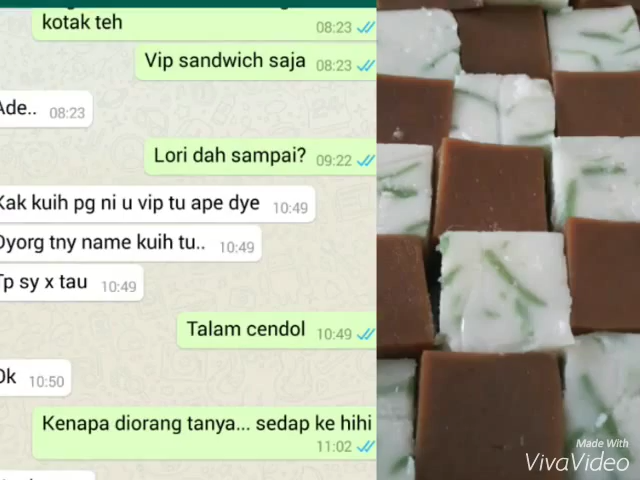 kotak teh
08:23
Vip sandwich saja 08:23
Ade.. 08:23
Lori dah sampai? 09:22
Kak kuih pg ni u vip tu ape dye 10:49
Dyorg tny name kuih tu.. 10:49
Tp sy x tau 10:49
Talam cendol 10:49
Ok 10:50
Kenapa diorang tanya... sedap ke hihi
11:02
Made With
VivaVideo